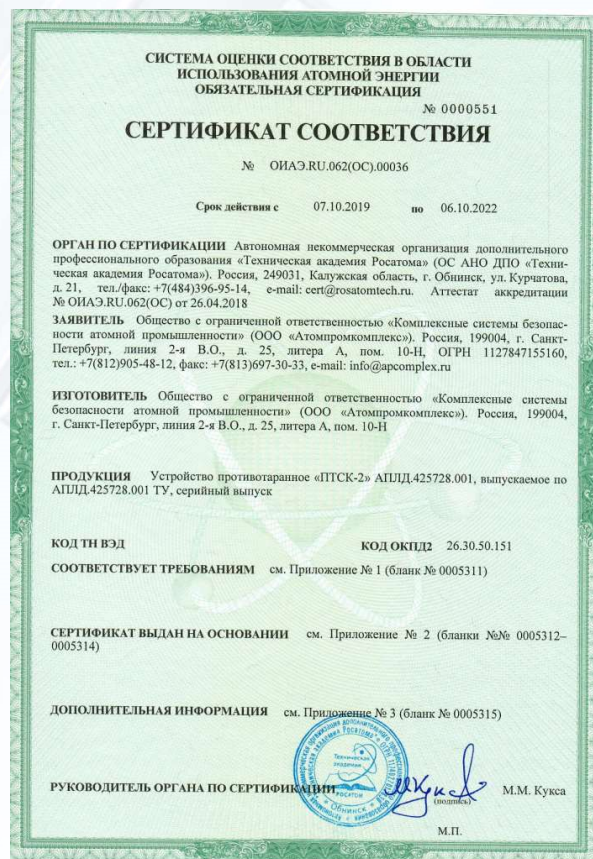 СИСТЕМА ОЦЕНКИ СООТВЕТСТВИЯ В ОБЛАСТИ
ИСПОЛЬЗОВАНИЯ АТОМНОЙ ЭНЕРГИИ
ОБЯЗАТЕЛЬНАЯ СЕРТИФИКАЦИЯ
№ 0000551
СЕРТИФИКАТ СООТВЕТСТВИЯ
№ ОИАЭ.RU.062(ОС).00036
Срок действия с 07.10.2019 по 06.10.2022
ОРГАН ПО СЕРТИФИКАЦИИ Автономная некоммерческая организация дополнительного
профессионального образования «Техническая академия Росатома» (ОС АНО ДПО «Техни-
ческая академия Росатома»). Россия, 249031, Калужская область, г. Обнинск, ул. Курчатова,
д. 21, тел./факс: +7(484)396-95-14, e-mail: cert@rosatomtech.ru. Аттестат аккредитации
№ ОИАЭ.RU.062(ОС) от 26.04.2018
ЗАЯВИТЕЛЬ Общество с ограниченной ответственностью «Комплексные системы безопас-
ности атомной промышленности» (ООО «Атомпромкомплекс»). Россия, 199004, г. Санкт-
Петербург, линия 2-я В.О., д. 25, литера А, пом. 10-Н, ОГРН 1127847155160,
тел.: +7(812)905-48-12, факс: +7(813)697-30-33, e-mail: info@apcomplex.ru
ИЗГОТОВИТЕЛЬ Общество с ограниченной ответственностью «Комплексные системы
безопасности атомной промышленности» (ООО «Атомпромкомплекс»). Россия, 199004,
г. Санкт-Петербург, линия 2-я В.О., д. 25, литера А, пом. 10-Н
ПРОДУКЦИЯ Устройство противотаранное «ПТСК-2» АПЛД.425728.001, выпускаемое по
АПЛД.425728.001 ТУ, серийный выпуск
КОД ТН ВЭД КОД ОКПД2 26.30.50.151
СООТВЕТСТВУЕТ ТРЕБОВАНИЯМ см. Приложение № 1 (бланк № 0005311)
СЕРТИФИКАТ ВЫДАН НА ОСНОВАНИИ см. Приложение № 2 (бланки №№ 0005312–
0005314)
ДОПОЛНИТЕЛЬНАЯ ИНФОРМАЦИЯ см. Приложение № 3 (бланк № 0005315)
Техническая
академия
РОСАТОМ
Обнинск
РУКОВОДИТЕЛЬ ОРГАНА ПО СЕРТИФИКАЦИИ М.М. Кукса
(подпись)
М.П.